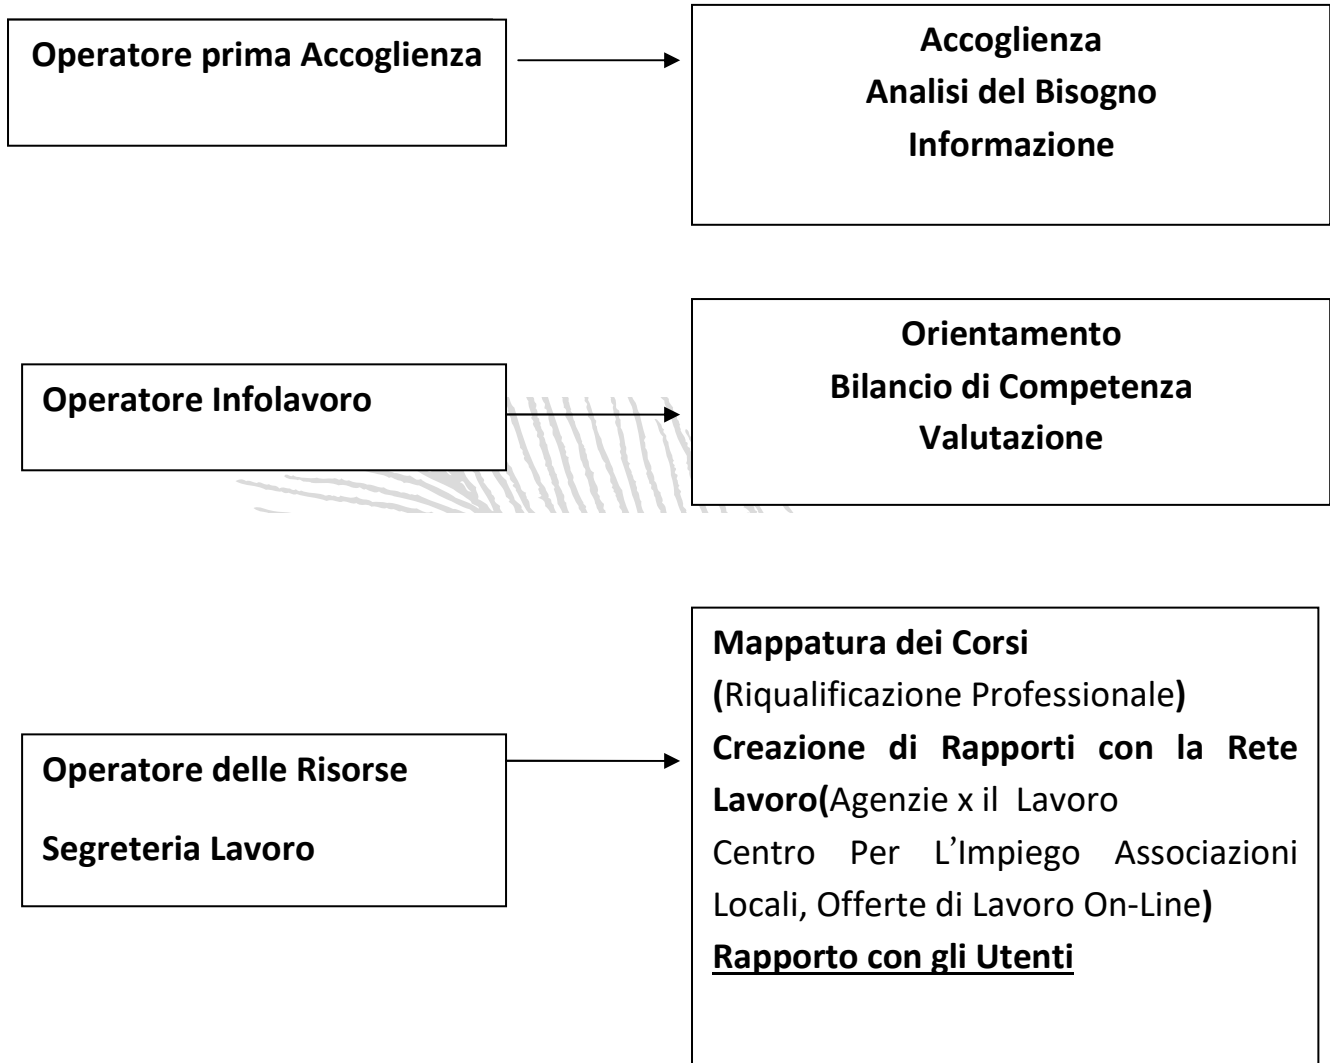 Operatore prima Accoglienza
Accoglienza
Analisi del Bisogno
Informazione
Operatore Infolavoro
Orientamento
Bilancio di Competenza
Valutazione
Operatore delle Risorse
Segreteria Lavoro
Mappatura dei Corsi
(Riqualificazione Professionale)
Creazione di Rapporti con la Rete
Lavoro(Agenzie x il Lavoro
Centro Per L’Impiego Associazioni
Locali, Offerte di Lavoro On-Line)
Rapporto con gli Utenti